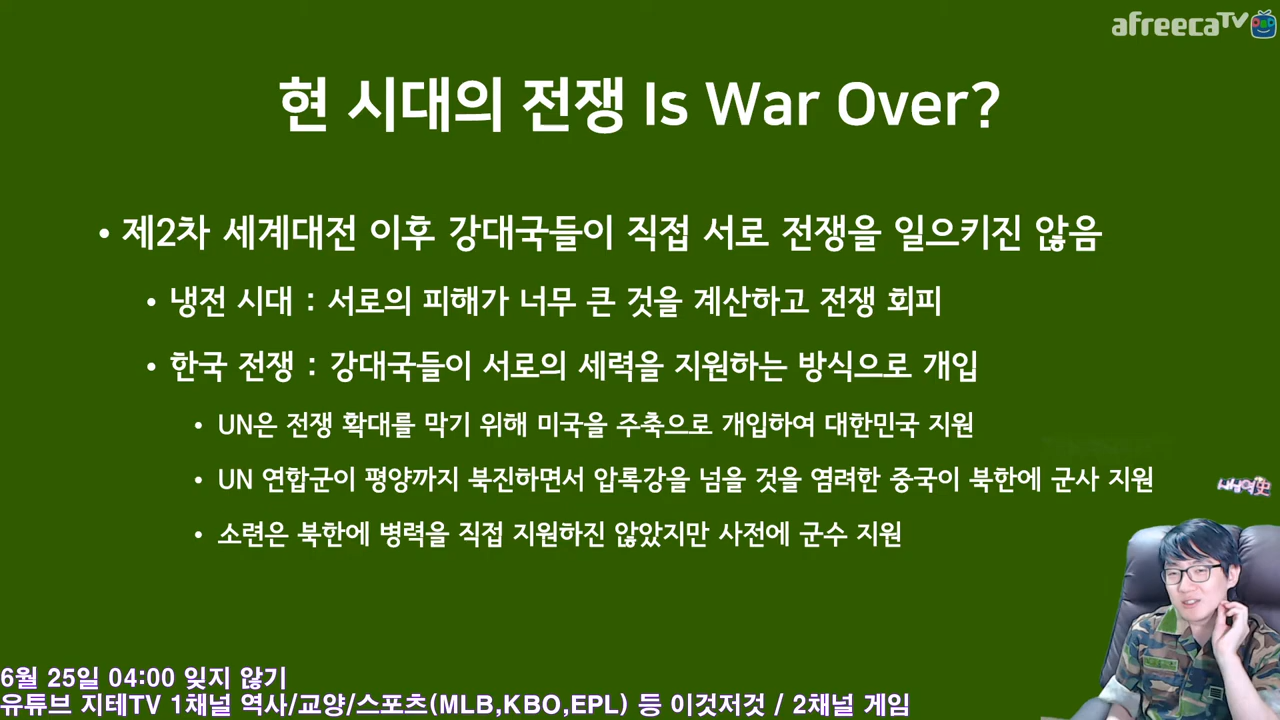 afreecaTV
현 시대의 전쟁 Is War Over?
• 제2차 세계대전 이후 강대국들이 직접 서로 전쟁을 일으키진 않음
• 냉전 시대 : 서로의 피해가 너무 큰 것을 계산하고 전쟁 회피
• 한국 전쟁 : 강대국들이 서로의 세력을 지원하는 방식으로 개입
• UN은 전쟁 확대를 막기 위해 미국을 주축으로 개입하여 대한민국 지원
• UN 연합군이 평양까지 북진하면서 압록강을 넘을 것을 염려한 중국이 북한에 군사 지원
• 소련은 북한에 병력을 직접 지원하진 않았지만 사전에 군수 지원
6월 25일 04:00 잊지 않기
유튜브 지테TV 1채널 역사/교양/스포츠(MLB,KBO,EPL) 등 이것저것 / 2채널 게임